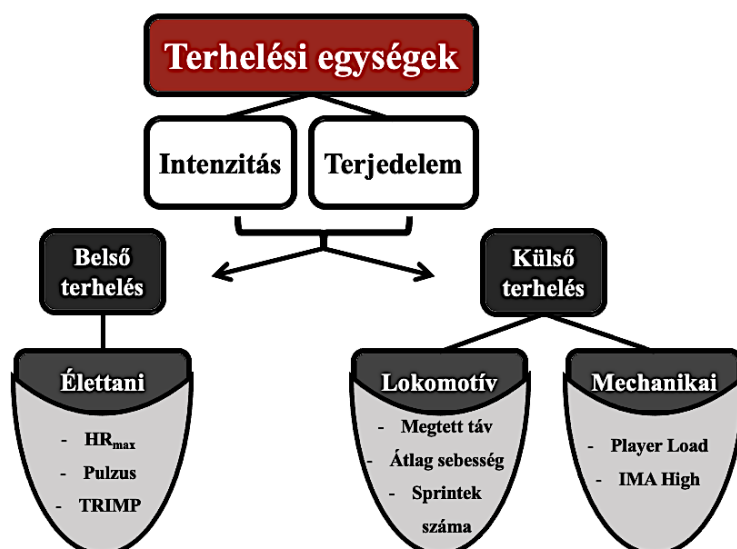 Terhelési egységek
Intenzitás
Terjedelem
Belső
terhelés
Külső
terhelés
Élettani
- HRmax
- Pulzus
- TRIMP
Lokomotív
- Megtett táv
- Átlag sebesség
- Sprintek
száma
Mechanikai
- Player Load
- IMA High